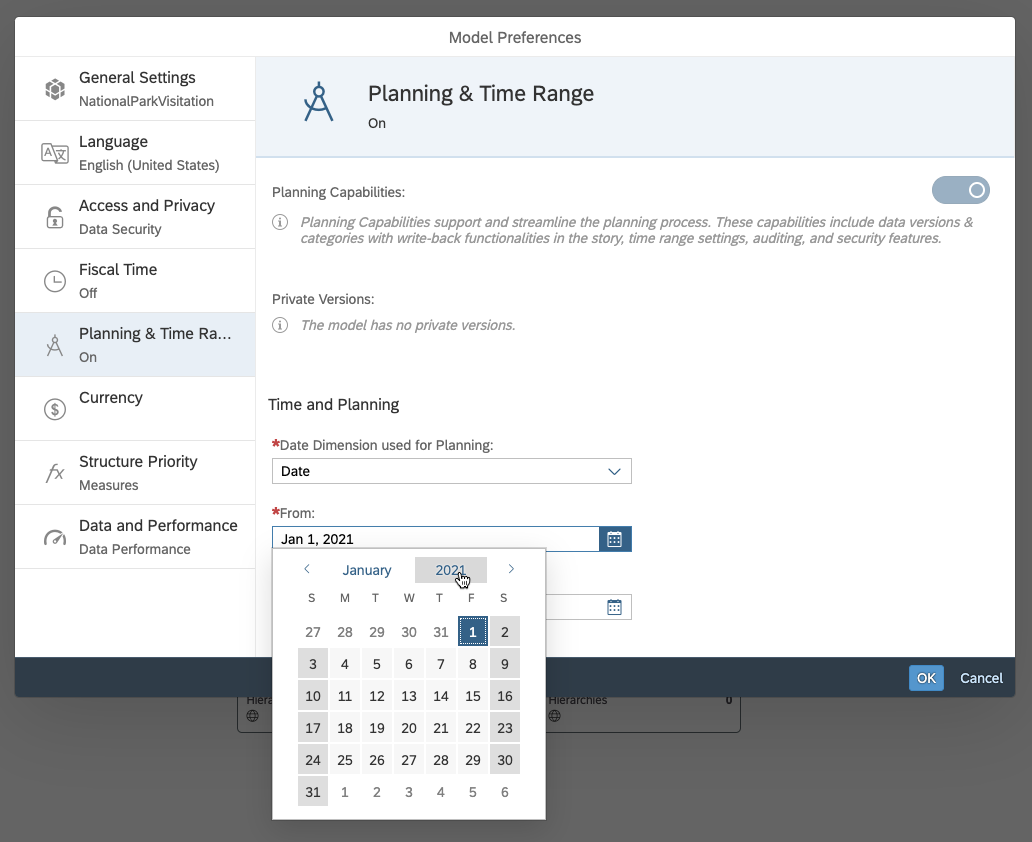 Model Preferences
General Settings
NationalParkVisitation
Language
English (United States)
Access and Privacy
Data Security
Fiscal Time
Off
Planning & Time Ra...
On
Currency
Structure Priority
Measures
Data and Performance
Data Performance
Planning & Time Range
On
Planning Capabilities:
Planning Capabilities support and streamline the planning process. These capabilities include data versions &
categories with write-back functionalities in the story, time range settings, auditing, and security features.
Private Versions:
The model has no private versions.
Time and Planning
*Date Dimension used for Planning:
Date
*From:
Jan 1, 2021
January 2021
S M T W T F S
27 28 29 30 31 1 2
3 4 5 6 7 8 9
10 11 12 13 14 15 16
17 18 19 20 21 22 23
24 25 26 27 28 29 30
31 1 2 3 4 5 6
OK Cancel
Hiera
Hierarchies 0